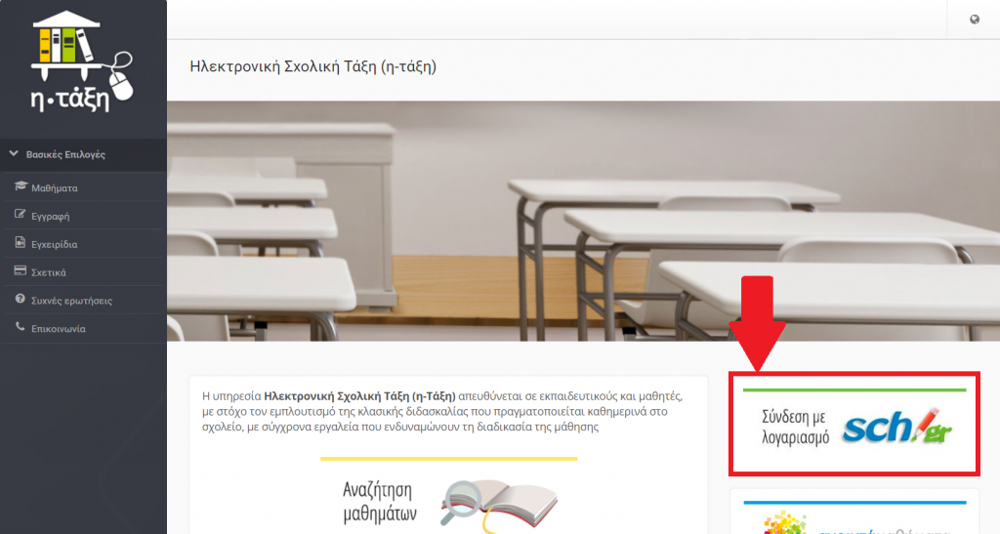 η·τάξη
Βασικές Επιλογές
Μαθήματα
Εγγραφή
Εγχειρίδια
Σχετικά
Συχνές ερωτήσεις
Επικοινωνία
Ηλεκτρονική Σχολική Τάξη (η-τάξη)
Η υπηρεσία Ηλεκτρονική Σχολική Τάξη (η-Τάξη) απευθύνεται σε εκπαιδευτικούς και μαθητές,
με στόχο τον εμπλουτισμό της κλασικής διδασκαλίας που πραγματοποιείται καθημερινά στο
σχολείο, με σύγχρονα εργαλεία που ενδυναμώνουν τη διαδικασία της μάθησης
Αναζήτηση
μαθημάτων
Σύνδεση με
λογαριασμό
sch.gr